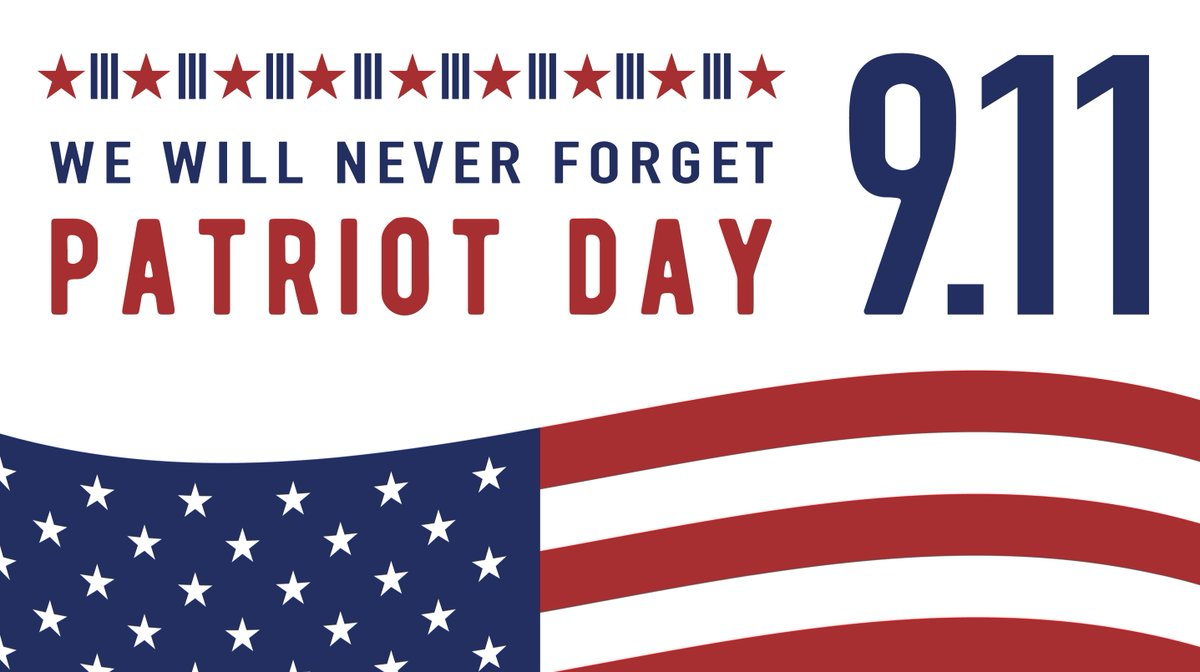 WE WILL NEVER FORGET
PATRIOT DAY
9.11